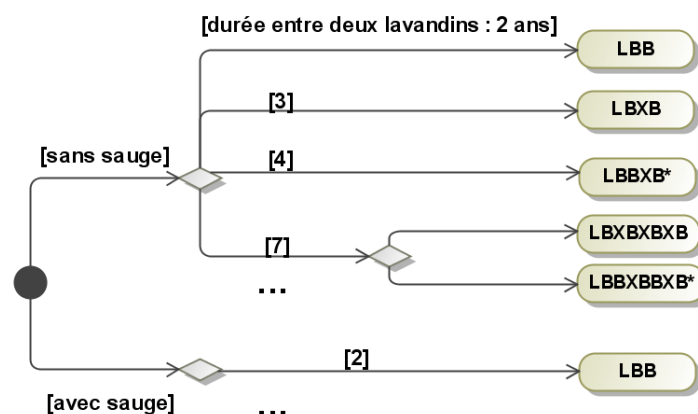 [durée entre deux lavandins : 2 ans]
LBB
[3]
LBXB
[sans sauge]
[4]
LBBXB*
[7]
LBXBXBXB
LBBXBBXB*
...
[2]
LBB
[avec sauge]
...